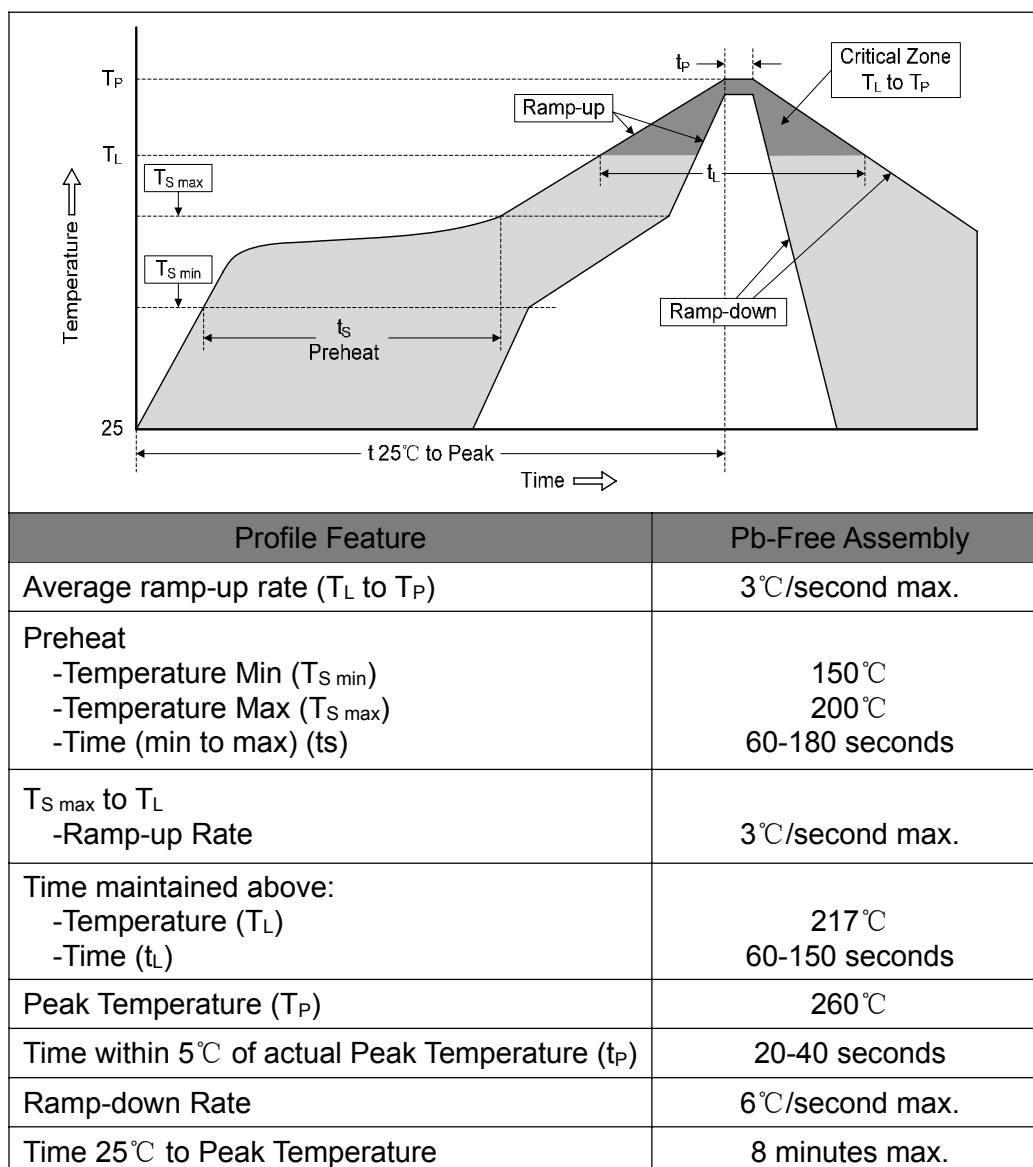 tP
Critical Zone
TL to TP
TP
Ramp-up
TL
TS max
tL
TS min
Temperature
tS
Preheat
Ramp-down
25
t 25℃ to Peak
Time
Profile Feature Pb-Free Assembly
Average ramp-up rate (TL to TP) 3℃/second max.
Preheat
-Temperature Min (TS min) 150℃
-Temperature Max (TS max) 200℃
-Time (min to max) (ts) 60-180 seconds
TS max to TL
-Ramp-up Rate 3℃/second max.
Time maintained above:
-Temperature (TL) 217℃
-Time (tL) 60-150 seconds
Peak Temperature (TP) 260℃
Time within 5℃ of actual Peak Temperature (tP) 20-40 seconds
Ramp-down Rate 6℃/second max.
Time 25℃ to Peak Temperature 8 minutes max.